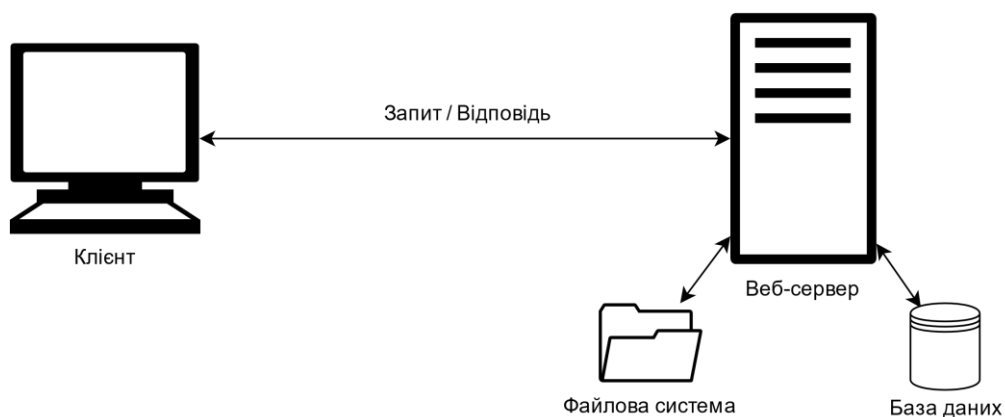 Запит / Відповідь
Клієнт
Веб-сервер
Файлова система
База даних